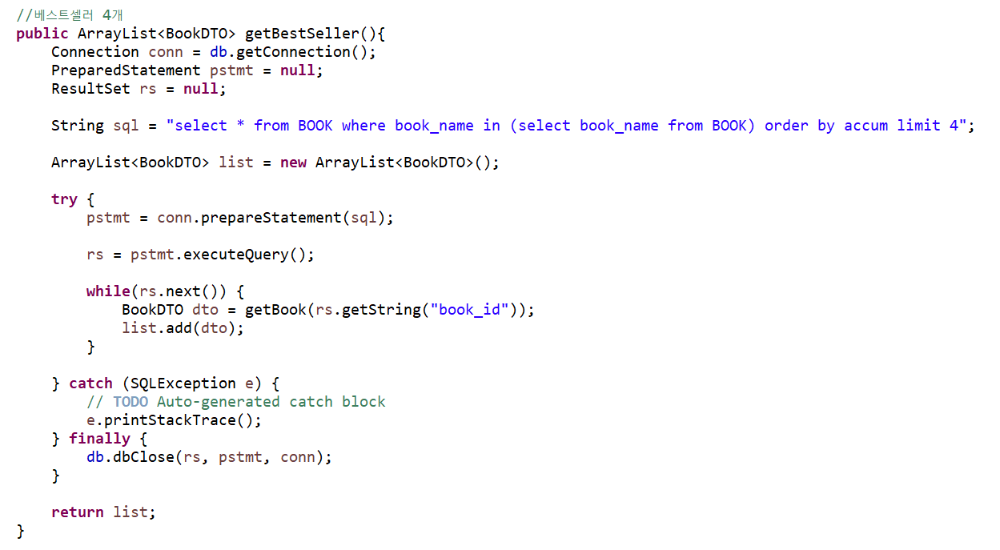 //베스트셀러 4개
public ArrayList<BookDTO> getBestSeller(){
    Connection conn = db.getConnection();
    PreparedStatement pstmt = null;
    ResultSet rs = null;

    String sql = "select * from BOOK where book_name in (select book_name from BOOK) order by accum limit 4";

    ArrayList<BookDTO> list = new ArrayList<BookDTO>();

    try {
        pstmt = conn.prepareStatement(sql);

        rs = pstmt.executeQuery();

        while(rs.next()) {
            BookDTO dto = getBook(rs.getString("book_id"));
            list.add(dto);
        }

    } catch (SQLException e) {
        // TODO Auto-generated catch block
        e.printStackTrace();
    } finally {
        db.dbClose(rs, pstmt, conn);
    }

    return list;
}